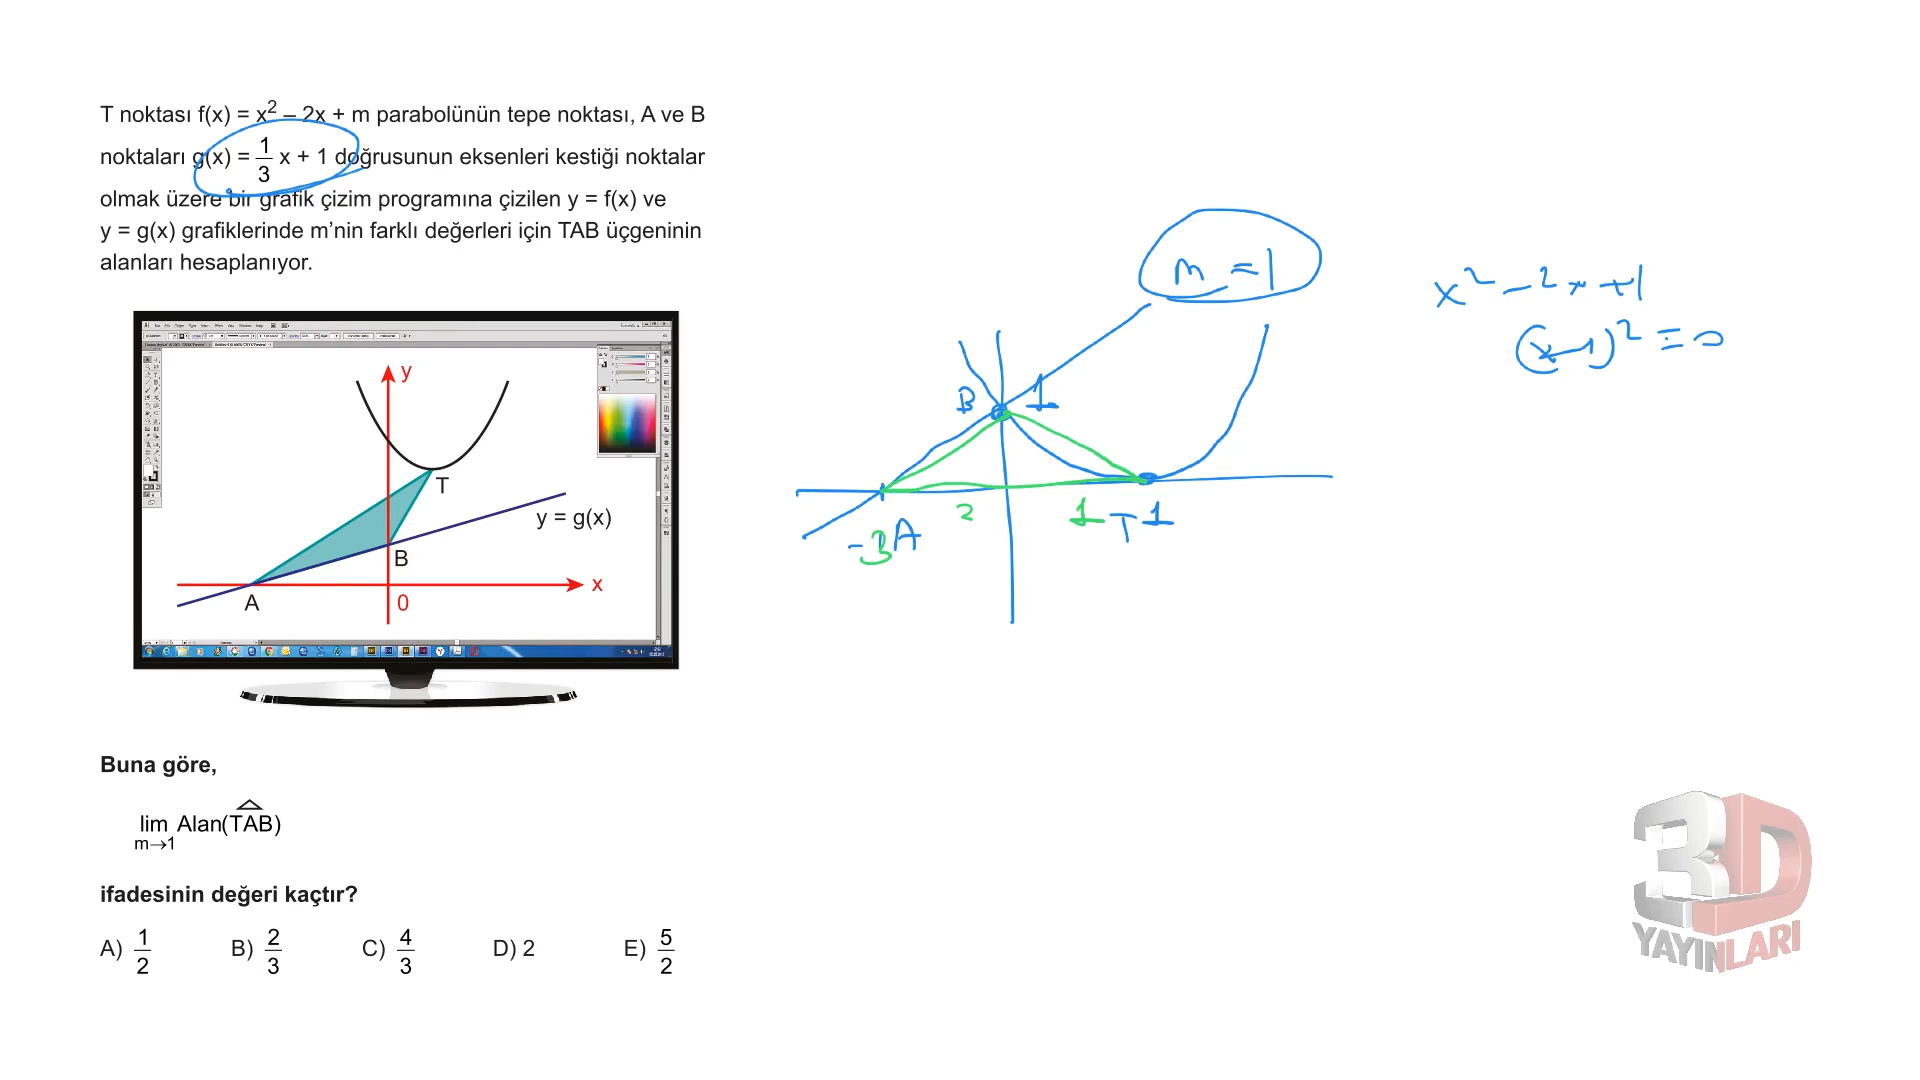 T noktası f(x) = x² – 2x + m parabolünün tepe noktası, A ve B
noktaları g(x) = 1/3 x + 1 doğrusunun eksenleri kestiği noktalar
olmak üzere bir grafik çizim programına çizilen y = f(x) ve
y = g(x) grafiklerinde m’nin farklı değerleri için TAB üçgeninin
alanları hesaplanıyor.
y
T
y = g(x)
B
x
A
0
Buna göre,
lim Alan(TAB)
m→1
ifadesinin değeri kaçtır?
A) 1/2 B) 2/3 C) 4/3 D) 2 E) 5/2
m = 1
x² – 2x + 1
(x–1)² = 0
B 1
2 1 T 1
-3 A
3D
YAYINLARI